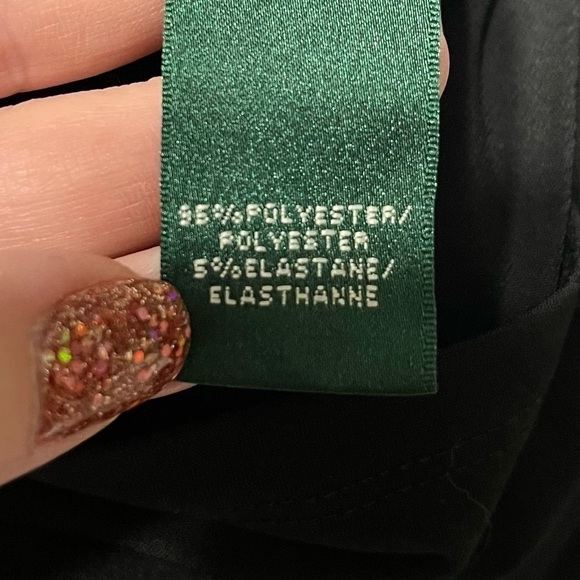 95%POLYESTER/
POLYESTER
5%ELASTANE/
ELASTHANNE